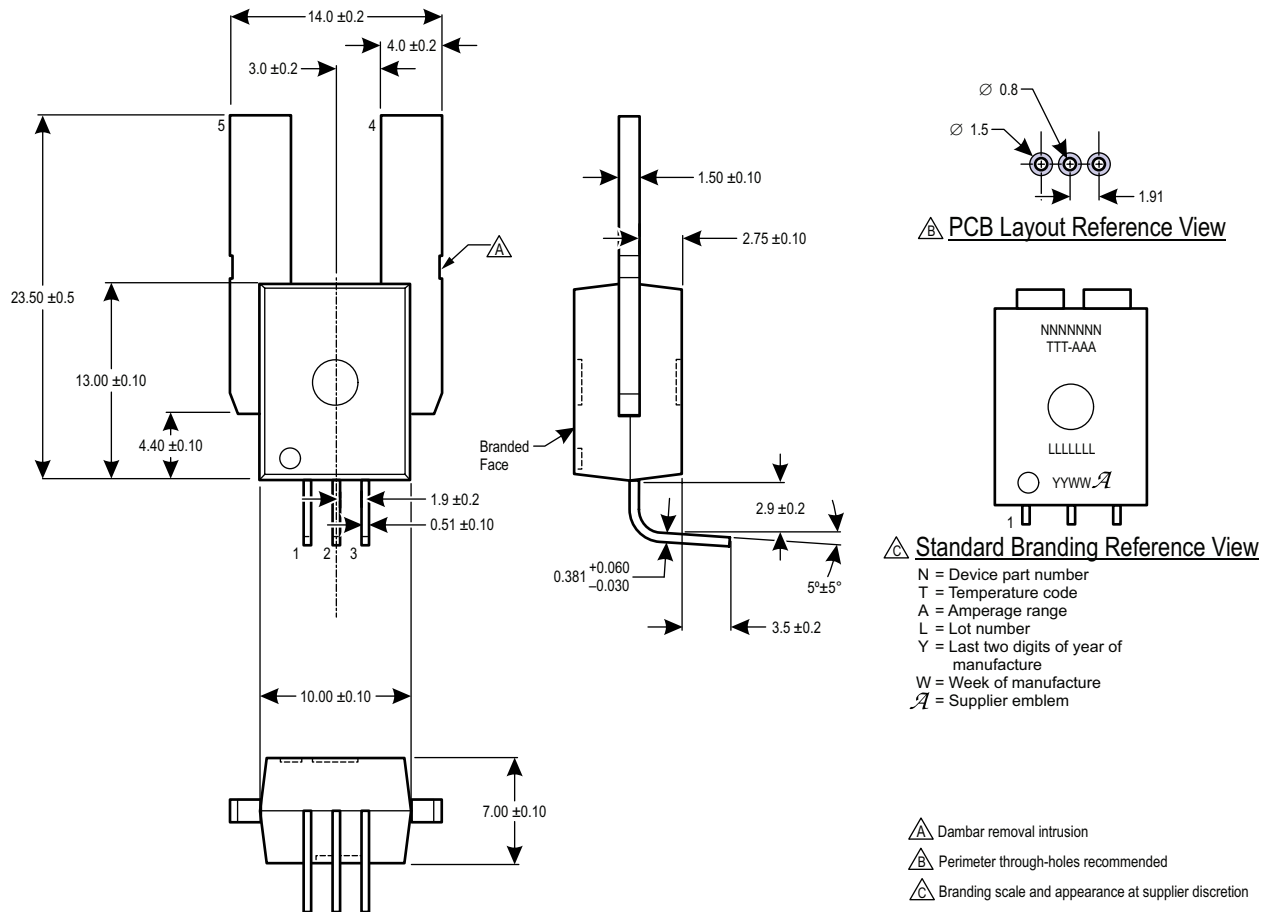 14.0 ±0.2
4.0 ±0.2
3.0 ±0.2
5
4
A
23.50 ±0.5
13.00 ±0.10
4.40 ±0.10
1.9 ±0.2
0.51 ±0.10
1 2 3
10.00 ±0.10
7.00 ±0.10
1.50 ±0.10
2.75 ±0.10
Branded
Face
2.9 ±0.2
0.381 +0.060
–0.030
5º±5°
3.5 ±0.2
∅ 0.8
∅ 1.5
1.91
B PCB Layout Reference View
NNNNNNN
TTT-AAA
LLLLLLL
YYWW 𝒜
1
C Standard Branding Reference View
N = Device part number
T = Temperature code
A = Amperage range
L = Lot number
Y = Last two digits of year of
manufacture
W = Week of manufacture
𝒜 = Supplier emblem
A Dambar removal intrusion
B Perimeter through-holes recommended
C Branding scale and appearance at supplier discretion